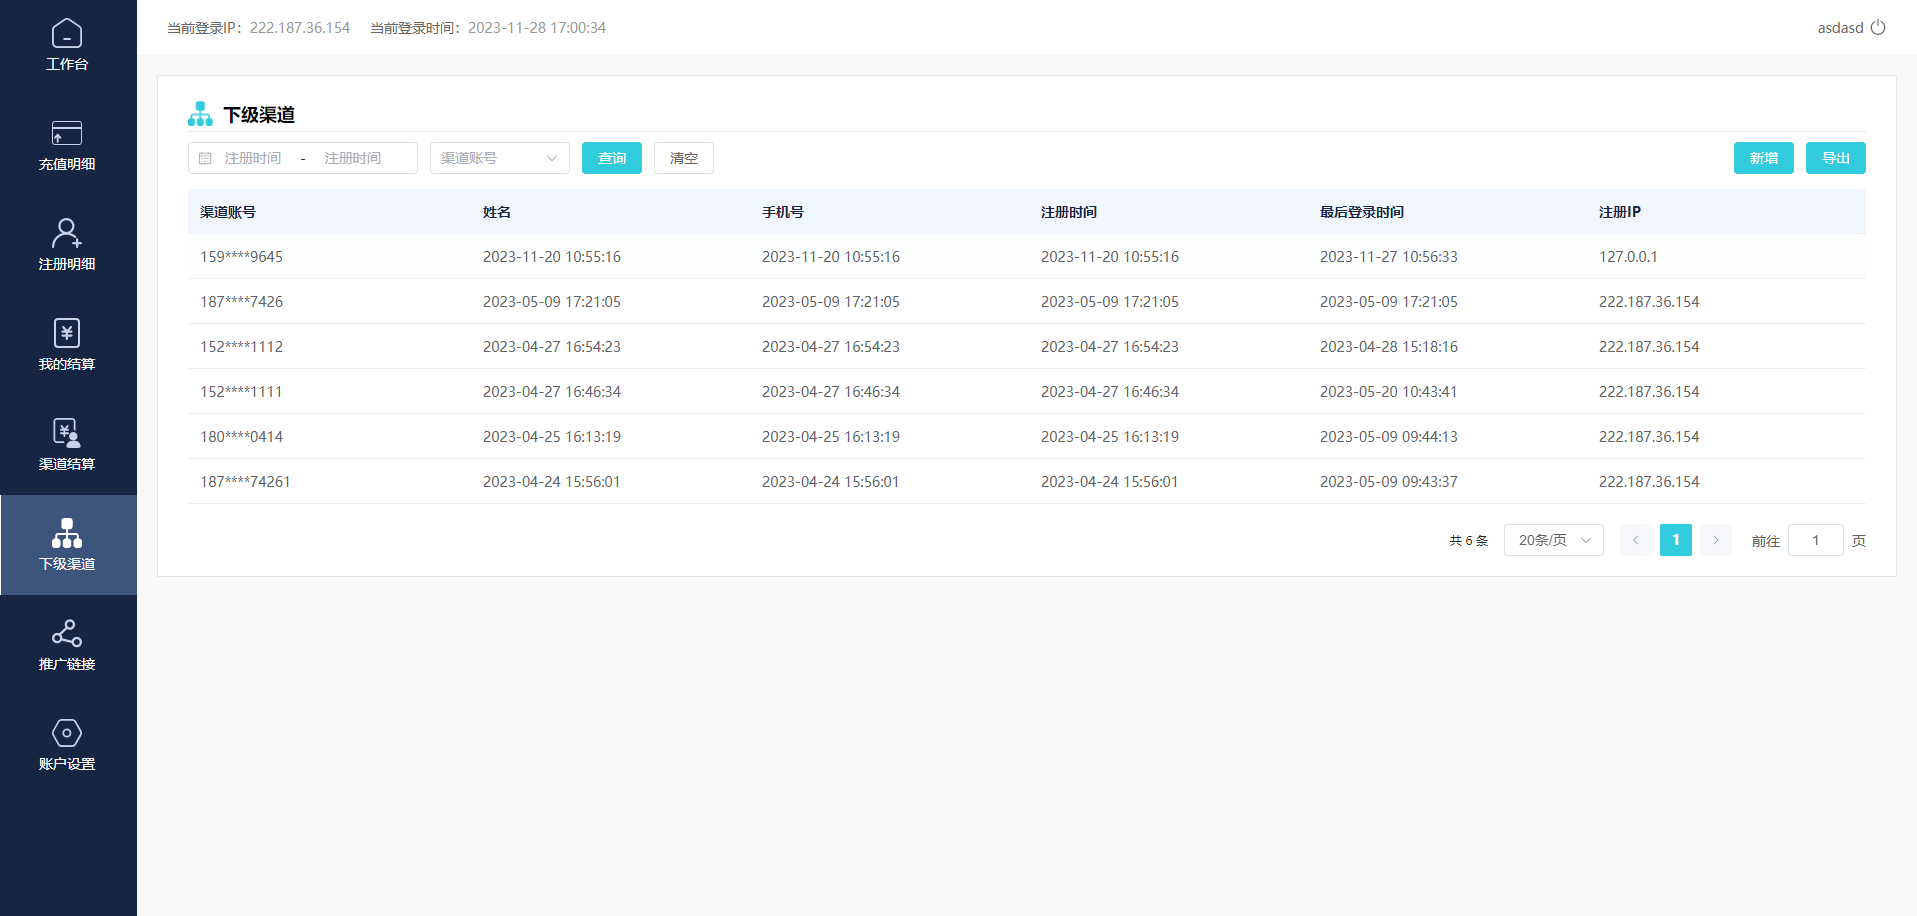 当前登录IP：222.187.36.154 当前登录时间：2023-11-28 17:00:34
asdasd
工作台
充值明细
注册明细
我的结算
渠道结算
下级渠道
推广链接
账户设置
下级渠道
注册时间 - 注册时间 渠道账号 查询 清空 新增 导出
渠道账号 姓名 手机号 注册时间 最后登录时间 注册IP
159****9645 2023-11-20 10:55:16 2023-11-20 10:55:16 2023-11-20 10:55:16 2023-11-27 10:56:33 127.0.0.1
187****7426 2023-05-09 17:21:05 2023-05-09 17:21:05 2023-05-09 17:21:05 2023-05-09 17:21:05 222.187.36.154
152****1112 2023-04-27 16:54:23 2023-04-27 16:54:23 2023-04-27 16:54:23 2023-04-28 15:18:16 222.187.36.154
152****1111 2023-04-27 16:46:34 2023-04-27 16:46:34 2023-04-27 16:46:34 2023-05-20 10:43:41 222.187.36.154
180****0414 2023-04-25 16:13:19 2023-04-25 16:13:19 2023-04-25 16:13:19 2023-05-09 09:44:13 222.187.36.154
187****74261 2023-04-24 15:56:01 2023-04-24 15:56:01 2023-04-24 15:56:01 2023-05-09 09:43:37 222.187.36.154
共 6 条 20条/页 1 前往 1 页